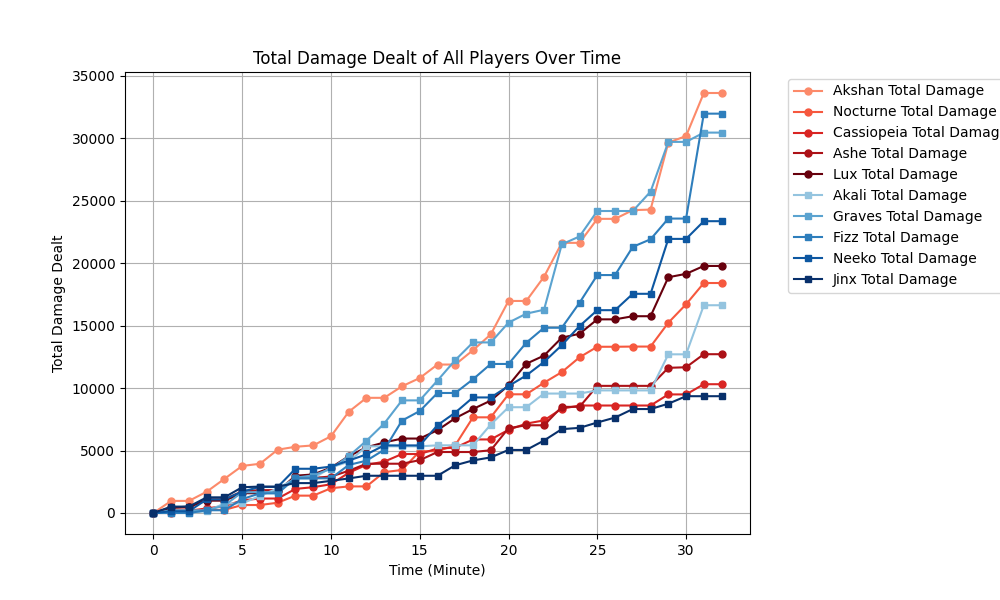 Total Damage Dealt of All Players Over Time
35000
30000
25000
20000
15000
10000
5000
0
Total Damage Dealt
0 5 10 15 20 25 30
Time (Minute)
Akshan Total Damage
Nocturne Total Damage
Cassiopeia Total Damag
Ashe Total Damage
Lux Total Damage
Akali Total Damage
Graves Total Damage
Fizz Total Damage
Neeko Total Damage
Jinx Total Damage